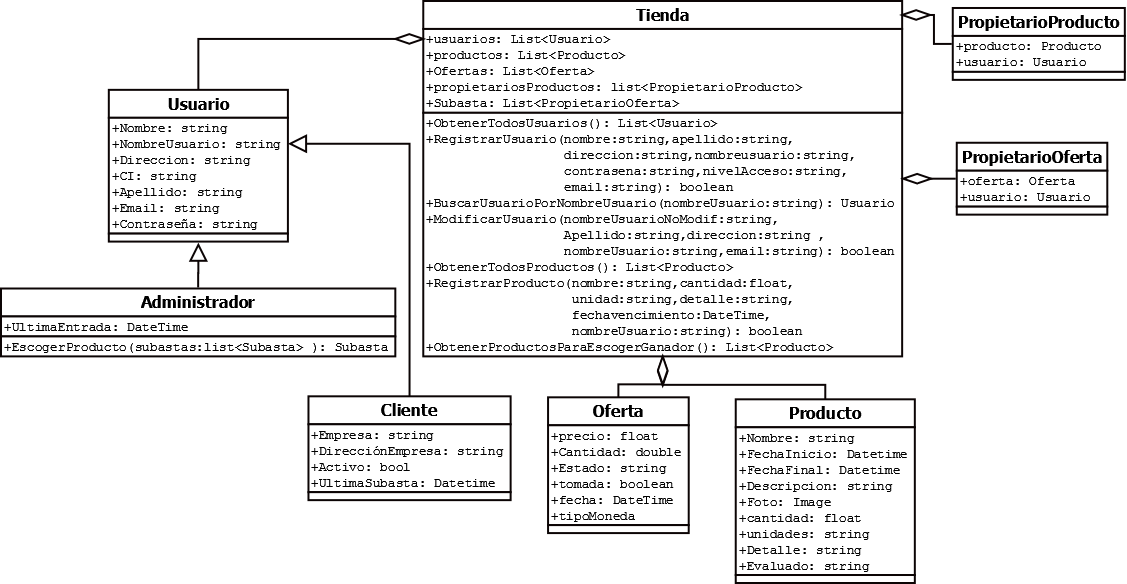 Tienda
+usuarios: List<Usuario>
+productos: List<Producto>
+Ofertas: List<Oferta>
+propietariosProductos: list<PropietarioProducto>
+Subasta: List<PropietarioOferta>
+ObtenerTodosUsuarios(): List<Usuario>
+RegistrarUsuario(nombre:string,apellido:string,
direccion:string,nombreusuario:string,
contrasena:string,nivelAcceso:string,
email:string): boolean
+BuscarUsuarioPorNombreUsuario(nombreUsuario:string): Usuario
+ModificarUsuario(nombreUsuarioNoModif:string,
Apellido:string,direccion:string ,
nombreUsuario:string,email:string): boolean
+ObtenerTodosProductos(): List<Producto>
+RegistrarProducto(nombre:string,cantidad:float,
unidad:string,detalle:string,
fechavencimiento:DateTime,
nombreUsuario:string): boolean
+ObtenerProductosParaEscogerGanador(): List<Producto>
PropietarioProducto
+producto: Producto
+usuario: Usuario
Usuario
+Nombre: string
+NombreUsuario: string
+Direccion: string
+CI: string
+Apellido: string
+Email: string
+Contraseña: string
PropietarioOferta
+oferta: Oferta
+usuario: Usuario
Administrador
+UltimaEntrada: DateTime
+EscogerProducto(subastas:list<Subasta> ): Subasta
Cliente
+Empresa: string
+DirecciónEmpresa: string
+Activo: bool
+UltimaSubasta: Datetime
Oferta
+precio: float
+Cantidad: double
+Estado: string
+tomada: boolean
+fecha: DateTime
+tipoMoneda
Producto
+Nombre: string
+FechaInicio: Datetime
+FechaFinal: Datetime
+Descripcion: string
+Foto: Image
+cantidad: float
+unidades: string
+Detalle: string
+Evaluado: string